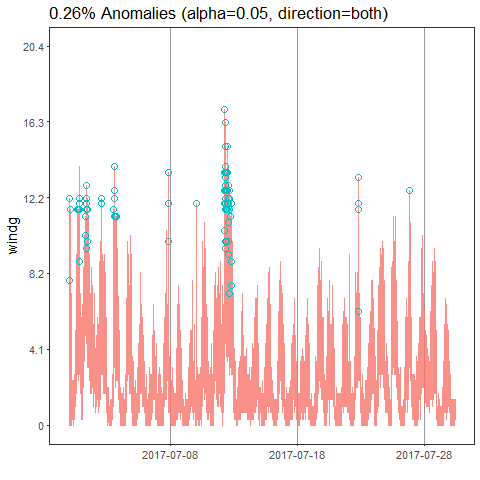 0.26% Anomalies (alpha=0.05, direction=both)
20.4
16.3
12.2
8.2
4.1
0
windg
2017-07-08 2017-07-18 2017-07-28